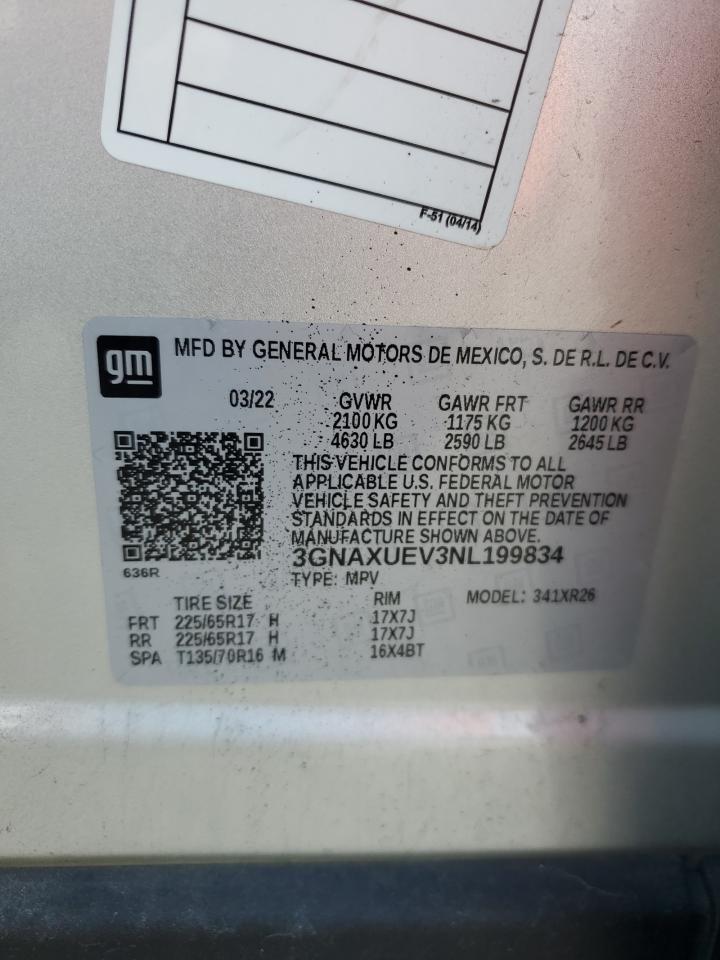 F-51 (04/14)
gm
MFD BY GENERAL MOTORS DE MEXICO, S. DE R.L. DE C.V.
03/22 GVWR GAWR FRT GAWR RR
2100 KG 1175 KG 1200 KG
4630 LB 2590 LB 2645 LB
THIS VEHICLE CONFORMS TO ALL
APPLICABLE U.S. FEDERAL MOTOR
VEHICLE SAFETY AND THEFT PREVENTION
STANDARDS IN EFFECT ON THE DATE OF
MANUFACTURE SHOWN ABOVE.
3GNAXUEV3NL199834
636R
TYPE: MPV
TIRE SIZE RIM MODEL: 341XR26
FRT 225/65R17 H 17X7J
RR 225/65R17 H 17X7J
SPA T135/70R16 M 16X4BT